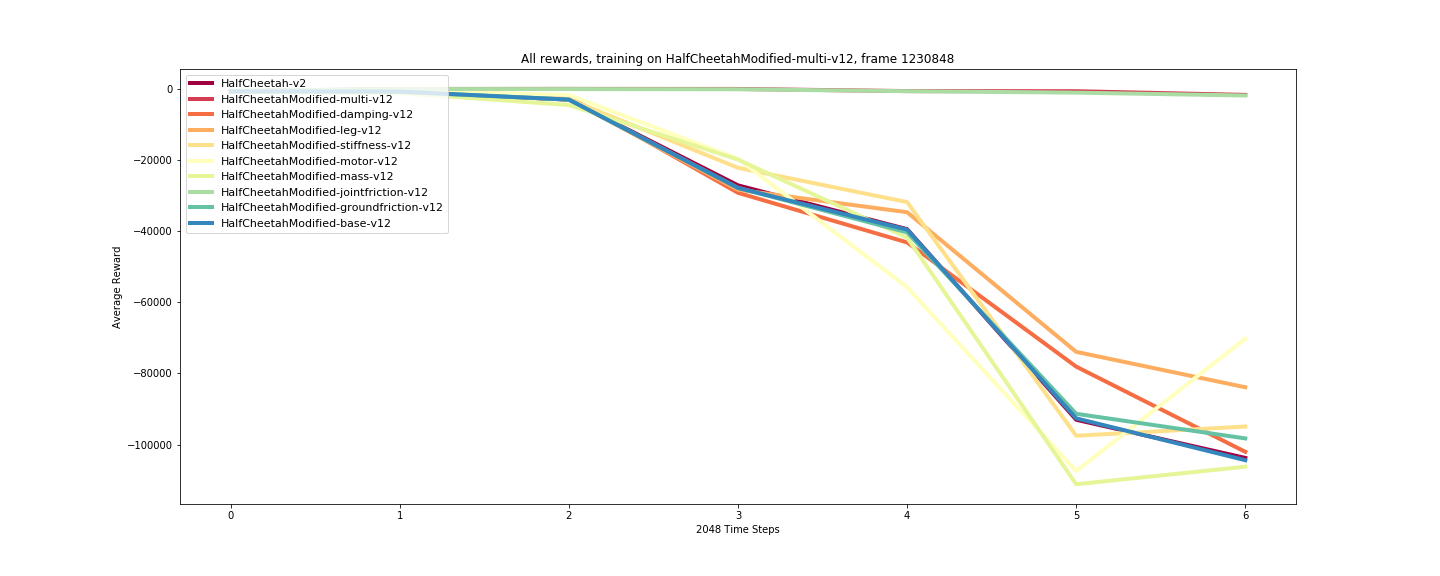 All rewards, training on HalfCheetahModified-multi-v12, frame 1230848
HalfCheetah-v2
HalfCheetahModified-multi-v12
HalfCheetahModified-damping-v12
HalfCheetahModified-leg-v12
HalfCheetahModified-stiffness-v12
HalfCheetahModified-motor-v12
HalfCheetahModified-mass-v12
HalfCheetahModified-jointfriction-v12
HalfCheetahModified-groundfriction-v12
HalfCheetahModified-base-v12
Average Reward
0
−20000
−40000
−60000
−80000
−100000
0 1 2 3 4 5 6
2048 Time Steps